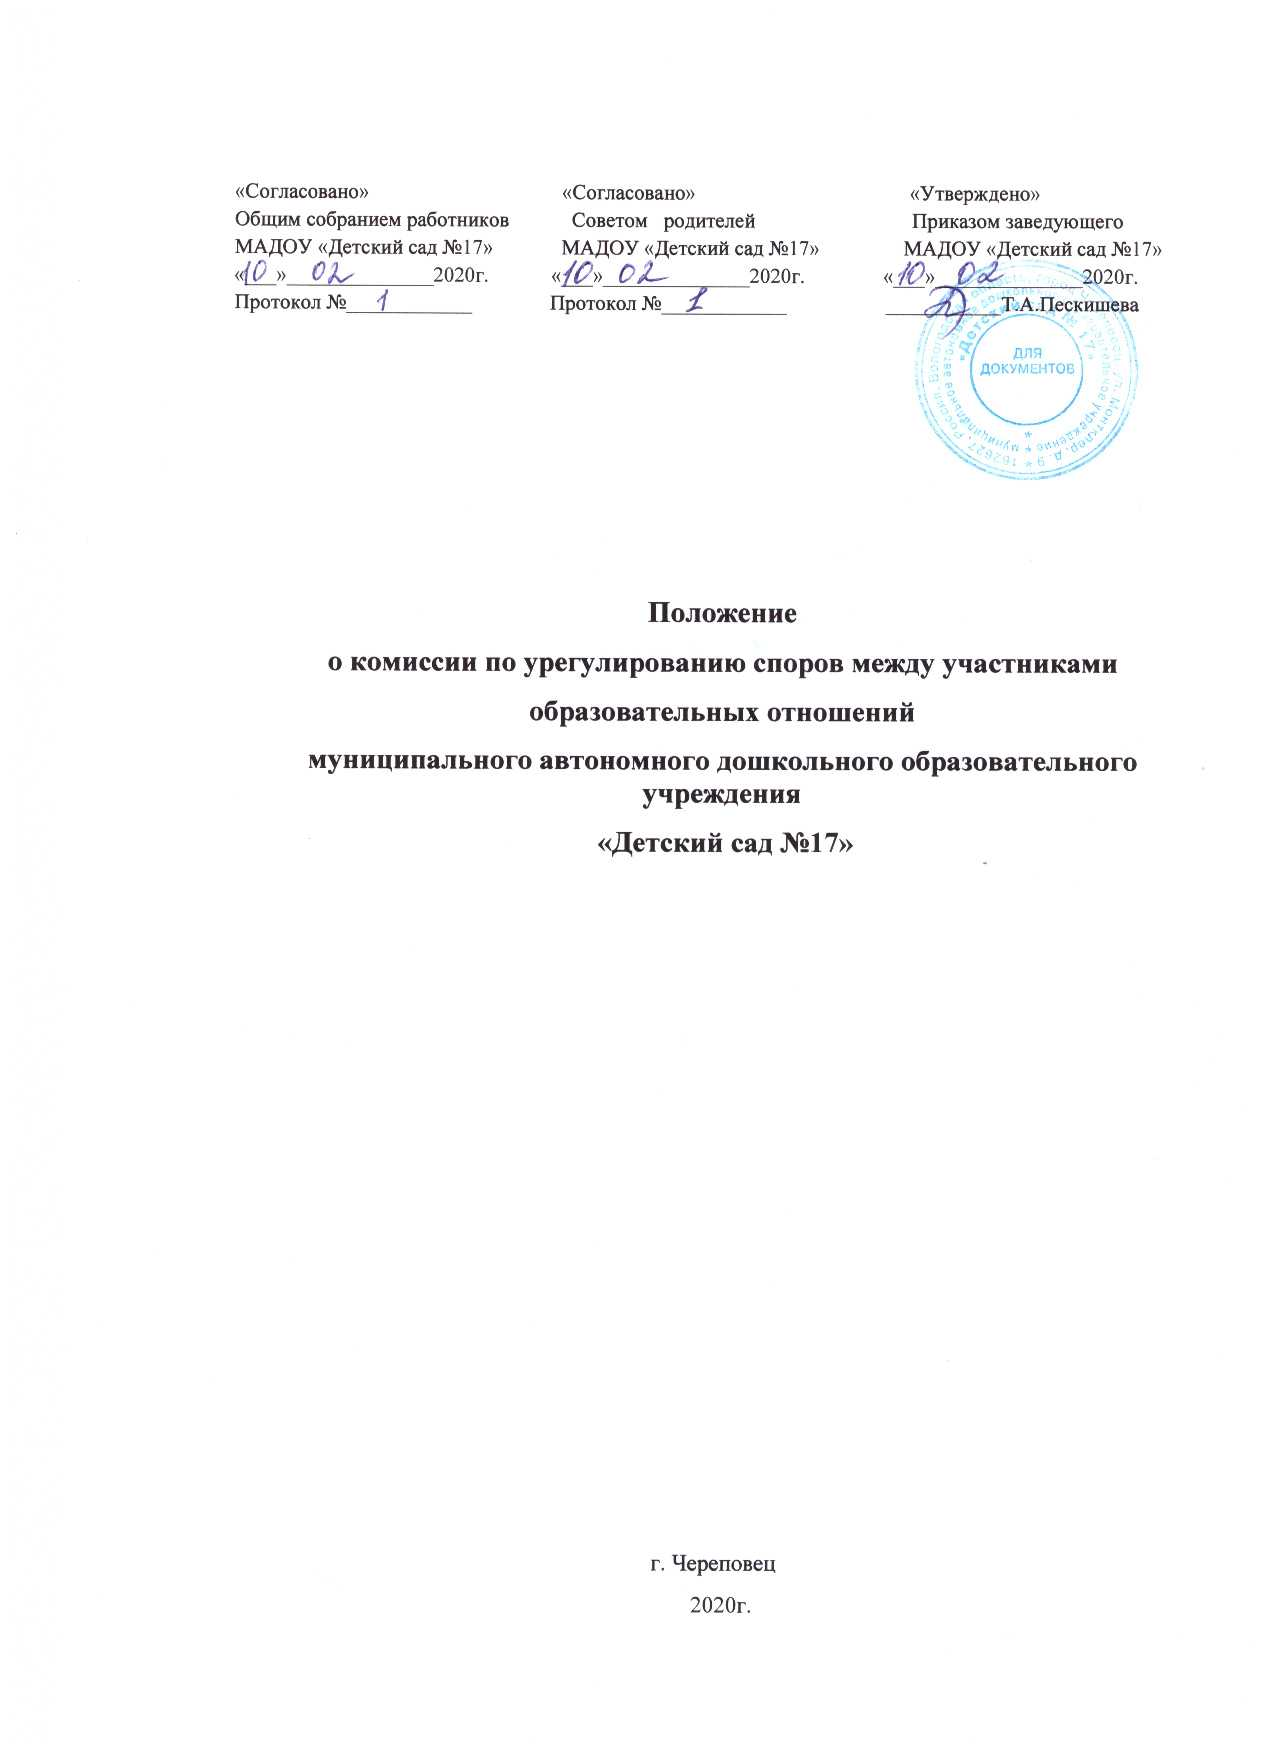 «Согласовано»
Общим собранием работников
МАДОУ «Детский сад №17»
«10» 02 2020г.
Протокол № 1
«Согласовано»
Советом родителей
МАДОУ «Детский сад №17»
«10» 02 2020г.
Протокол № 1
«Утверждено»
Приказом заведующего
МАДОУ «Детский сад №17»
«10» 02 2020г.
Т.А.Пескишева
ДЛЯ
ДОКУМЕНТОВ
Положение
о комиссии по урегулированию споров между участниками
образовательных отношений
муниципального автономного дошкольного образовательного
учреждения
«Детский сад №17»
г. Череповец
2020г.